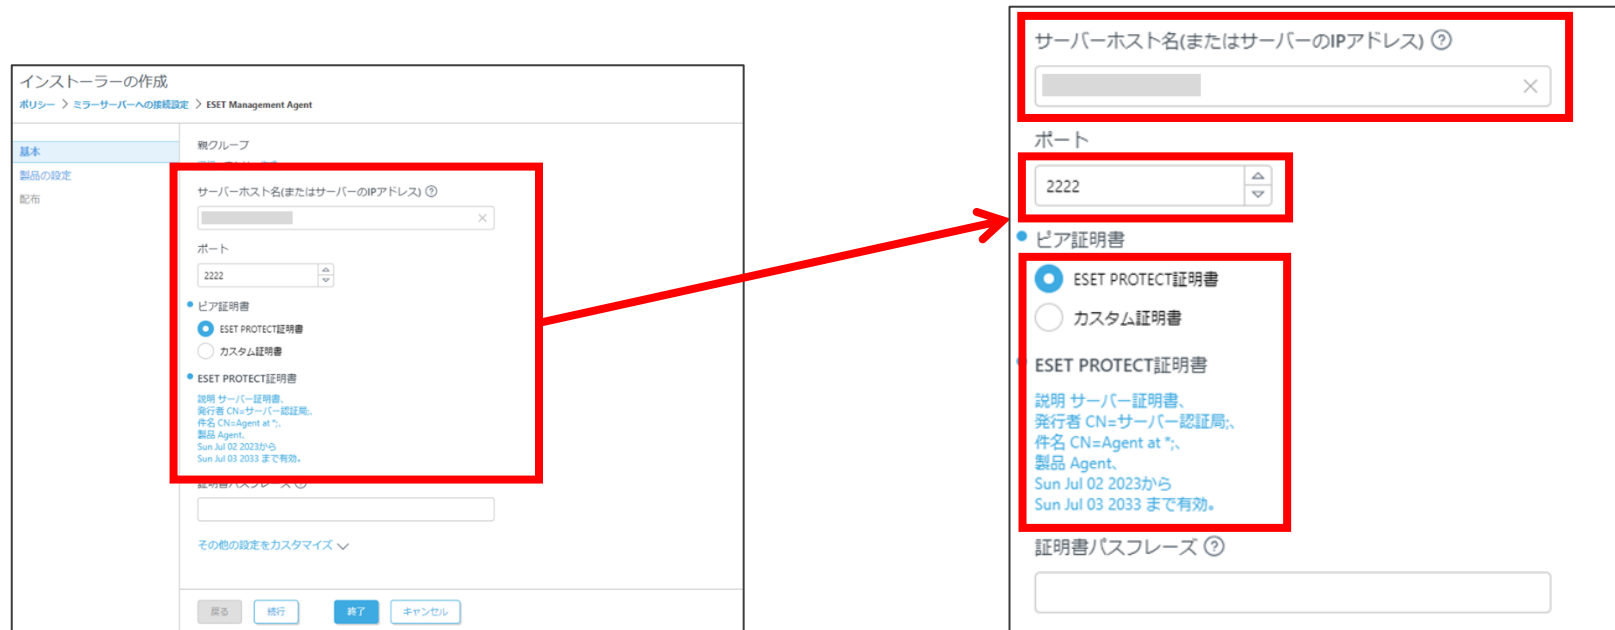 インストーラーの作成
ポリシー > ミラーサーバーへの接続設定 > ESET Management Agent
基本
製品の設定
配布
親グループ
サーバーホスト名(またはサーバーのIPアドレス) ?
ポート
2222
ピア証明書
ESET PROTECT証明書
カスタム証明書
ESET PROTECT証明書
説明 サーバー証明書、
発行者 CN=サーバー認証局;、
件名 CN=Agent at *;、
製品 Agent、
Sun Jul 02 2023から
Sun Jul 03 2033 まで有効。
証明書パスフレーズ ?
その他の設定をカスタマイズ
戻る 続行 終了 キャンセル
サーバーホスト名(またはサーバーのIPアドレス) ?
ポート
2222
ピア証明書
ESET PROTECT証明書
カスタム証明書
ESET PROTECT証明書
説明 サーバー証明書、
発行者 CN=サーバー認証局;、
件名 CN=Agent at *;、
製品 Agent、
Sun Jul 02 2023から
Sun Jul 03 2033 まで有効。
証明書パスフレーズ ?